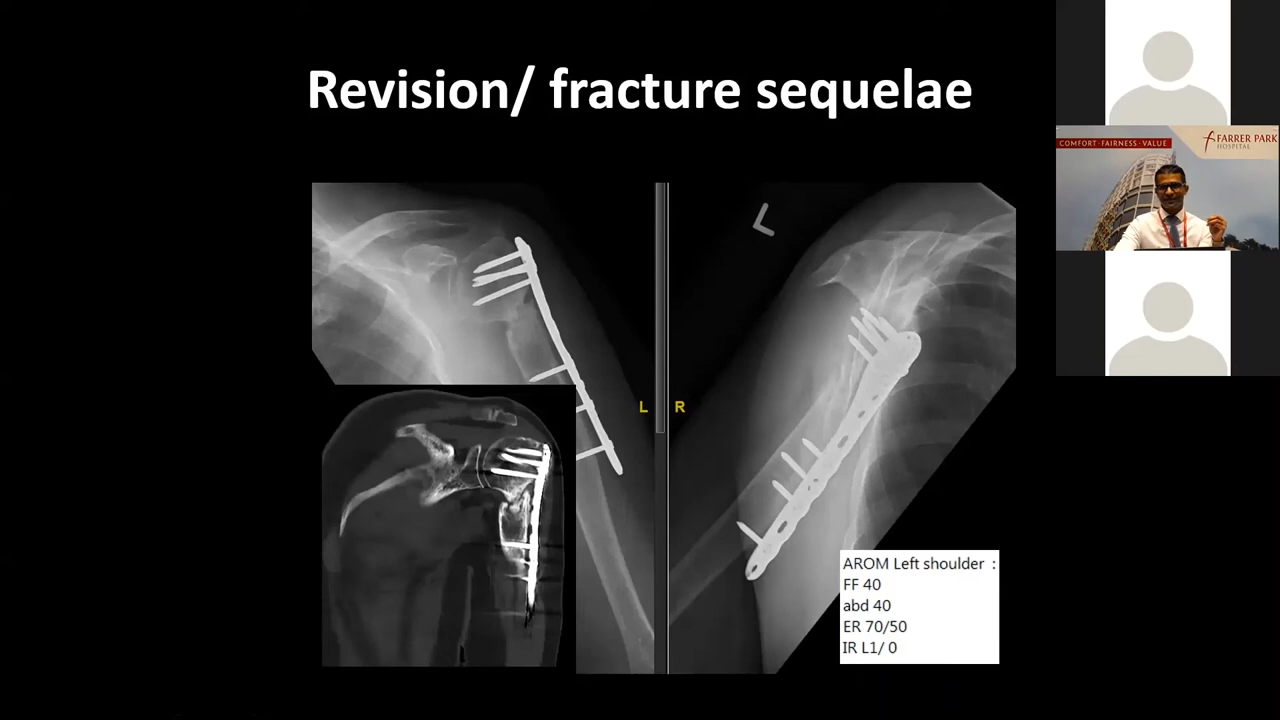 Revision/ fracture sequelae
COMFORT·FAIRNESS·VALUE
FARRER PARK
HOSPITAL
L
L R
AROM Left shoulder :
FF 40
abd 40
ER 70/50
IR L1/ 0